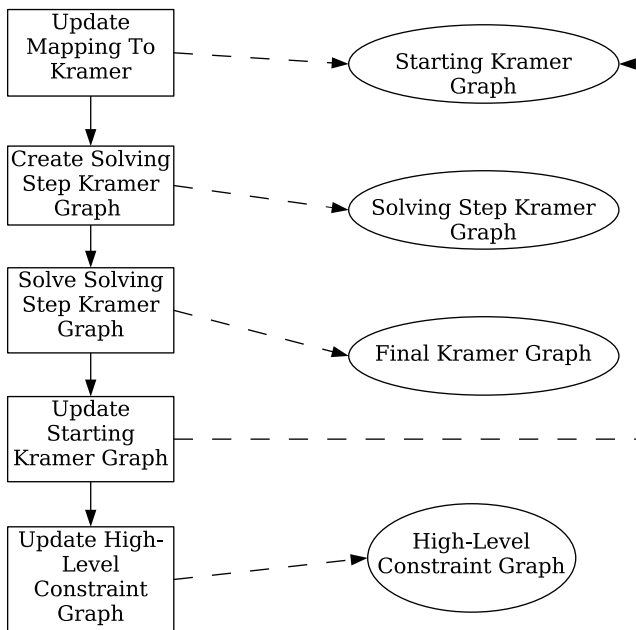 Update
Mapping To
Kramer
Starting Kramer
Graph
Create Solving
Step Kramer
Graph
Solving Step Kramer
Graph
Solve Solving
Step Kramer
Graph
Final Kramer Graph
Update
Starting
Kramer Graph
Update High-
Level
Constraint
Graph
High-Level
Constraint Graph